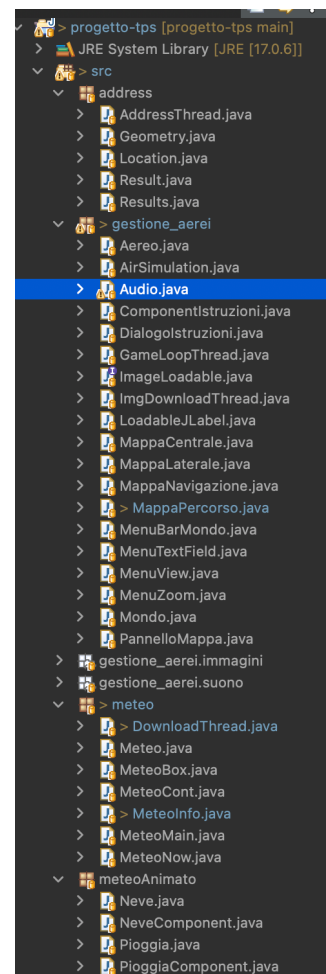 > progetto-tps [progetto-tps main]
JRE System Library [JRE [17.0.6]]
> src
address
AddressThread.java
Geometry.java
Location.java
Result.java
Results.java
> gestione_aerei
Aereo.java
AirSimulation.java
Audio.java
ComponentIstruzioni.java
DialogoIstruzioni.java
GameLoopThread.java
ImageLoadable.java
ImgDownloadThread.java
LoadableJLabel.java
MappaCentrale.java
MappaLaterale.java
MappaNavigazione.java
> MappaPercorso.java
MenuBarMondo.java
MenuTextField.java
MenuView.java
MenuZoom.java
Mondo.java
PannelloMappa.java
gestione_aerei.immagini
gestione_aerei.suono
> meteo
> DownloadThread.java
Meteo.java
MeteoBox.java
MeteoCont.java
> MeteoInfo.java
MeteoMain.java
MeteoNow.java
meteoAnimato
Neve.java
NeveComponent.java
Pioggia.java
PioggiaComponent.java